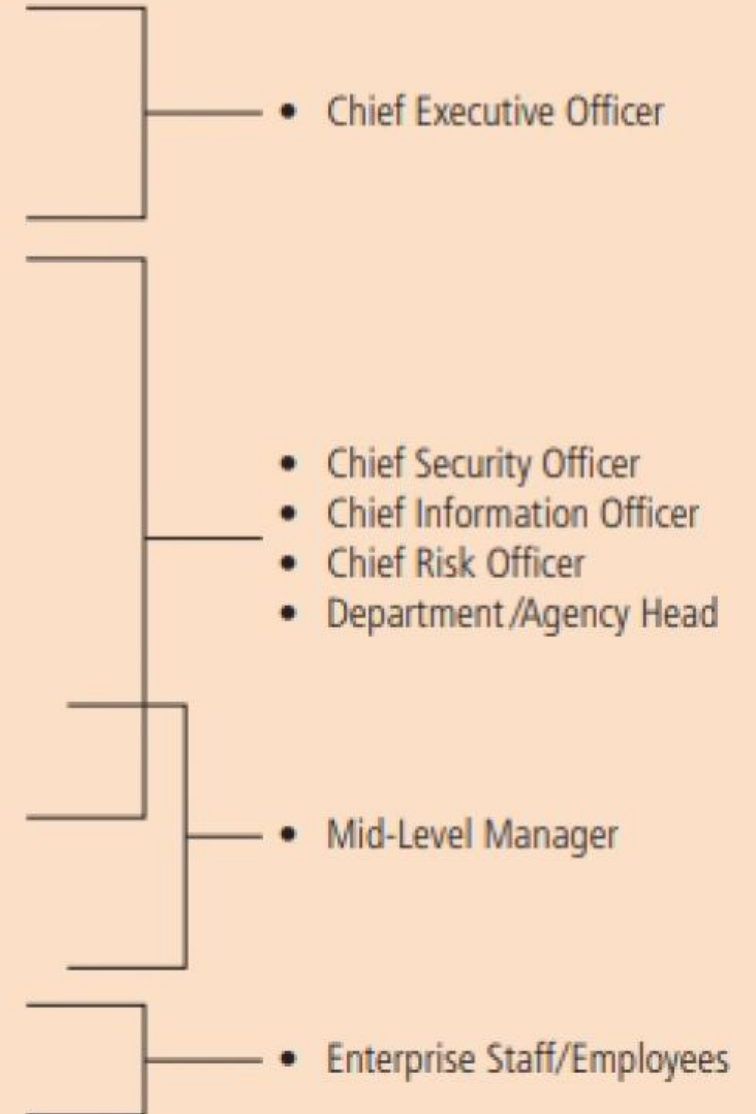 • Chief Executive Officer
• Chief Security Officer
• Chief Information Officer
• Chief Risk Officer
• Department/Agency Head
• Mid-Level Manager
• Enterprise Staff/Employees